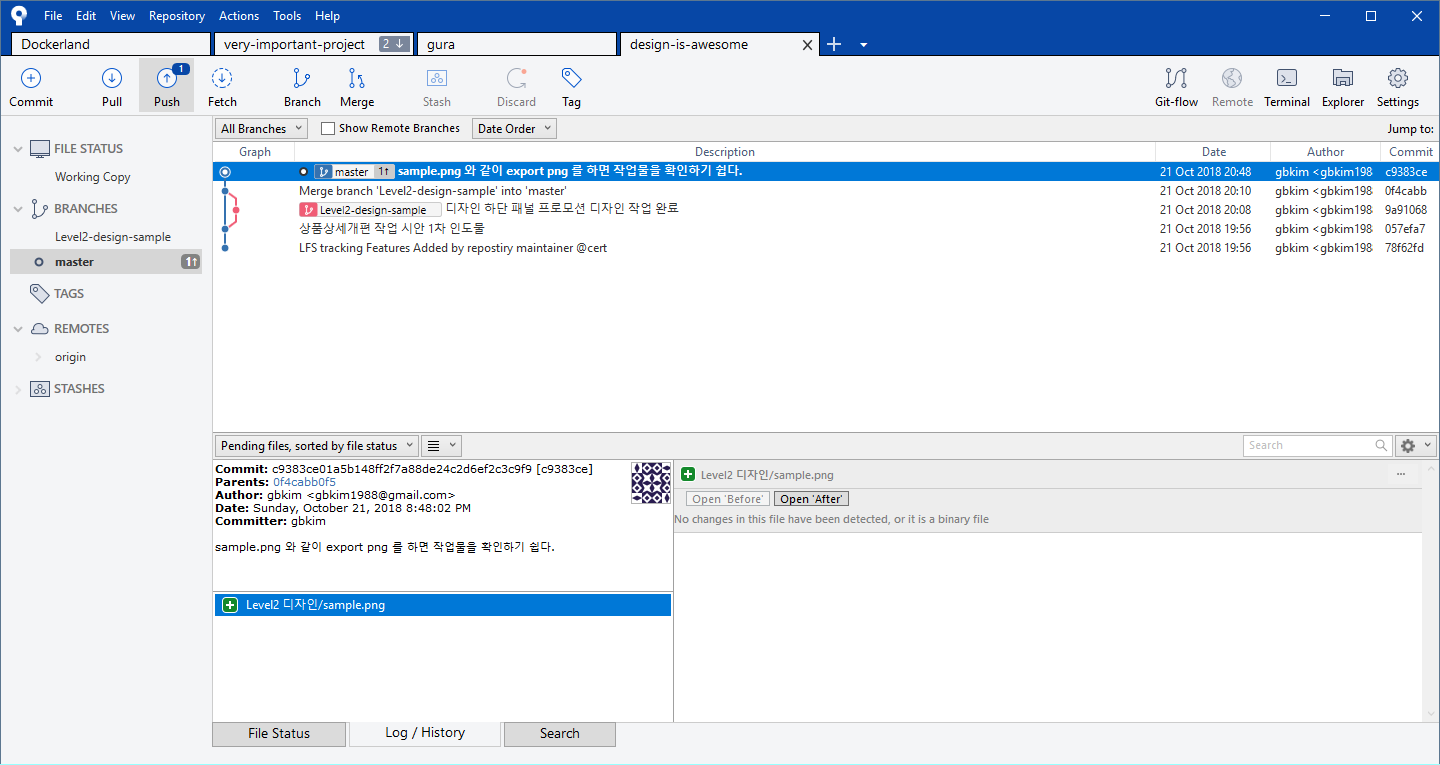 File Edit View Repository Actions Tools Help
Dockerland very-important-project 2 gura design-is-awesome
1
Commit Pull Push Fetch Branch Merge Stash Discard Tag Git-flow Remote Terminal Explorer Settings
All Branches Show Remote Branches Date Order Jump to:
FILE STATUS
Working Copy
BRANCHES
Level2-design-sample
master 1↑
TAGS
REMOTES
origin
STASHES
Graph Description Date Author Commit
master 1↑ sample.png 와 같이 export png 를 하면 작업물을 확인하기 쉽다. 21 Oct 2018 20:48 gbkim <gbkim198 c9383ce
Merge branch 'Level2-design-sample' into 'master' 21 Oct 2018 20:10 gbkim <gbkim198 0f4cabb
Level2-design-sample 디자인 하단 패널 프로모션 디자인 작업 완료 21 Oct 2018 20:08 gbkim <gbkim198 9a91068
상품상세개편 작업 시안 1차 인도물 21 Oct 2018 19:56 gbkim <gbkim198 057efa7
LFS tracking Features Added by repostiry maintainer @cert 21 Oct 2018 19:56 gbkim <gbkim198 78f62fd
Pending files, sorted by file status Search
Commit: c9383ce01a5b148ff2f7a88de24c2d6ef2c3c9f9 [c9383ce]
Parents: 0f4cabb0f5
Author: gbkim <gbkim1988@gmail.com>
Date: Sunday, October 21, 2018 8:48:02 PM
Committer: gbkim
sample.png 와 같이 export png 를 하면 작업물을 확인하기 쉽다.
Level2 디자인/sample.png
Level2 디자인/sample.png ...
Open 'Before' Open 'After'
No changes in this file have been detected, or it is a binary file
File Status Log / History Search